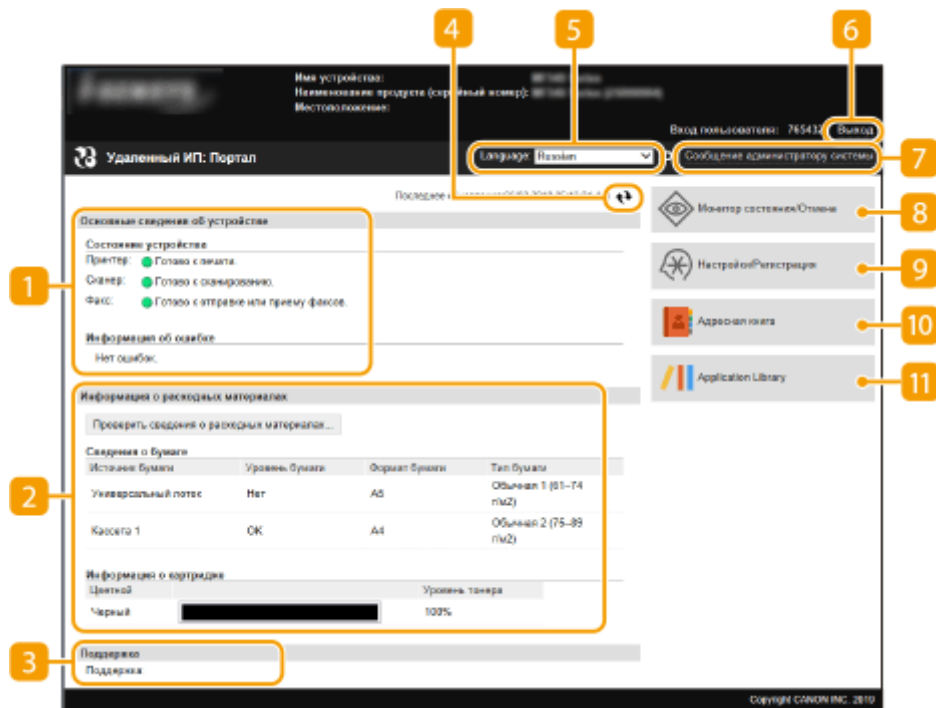 4 5 6
Имя устройства:
Наименование продукта (серийный номер):
Местоположение:
Вход пользователя: 765432 Выход
Удаленный ИП: Портал
Language: Russian
Сообщение администратору системы
7
Последнее
Основные сведения об устройстве
Состояние устройства
Принтер: Готово к печати.
Сканер: Готово к сканированию.
Факс: Готово к отправке или приему факсов.
Информация об ошибке
Нет ошибок.
1
Монитор состояния/Отмена
8
Настройки/Регистрация
9
Адресная книга
10
Application Library
11
Информация о расходных материалах
Проверить сведения о расходных материалах...
Сведения о бумаге
Источник бумаги Уровень бумаги Формат бумаги Тип бумаги
Универсальный лоток Нет A5 Обычная 1 (61–74
г/м2)
Кассета 1 OK A4 Обычная 2 (75–89
г/м2)
2
Информация о картридже
Цветной Уровень тонера
Черный 100%
Поддержка
Поддержка
3
Copyright CANON INC. 2019